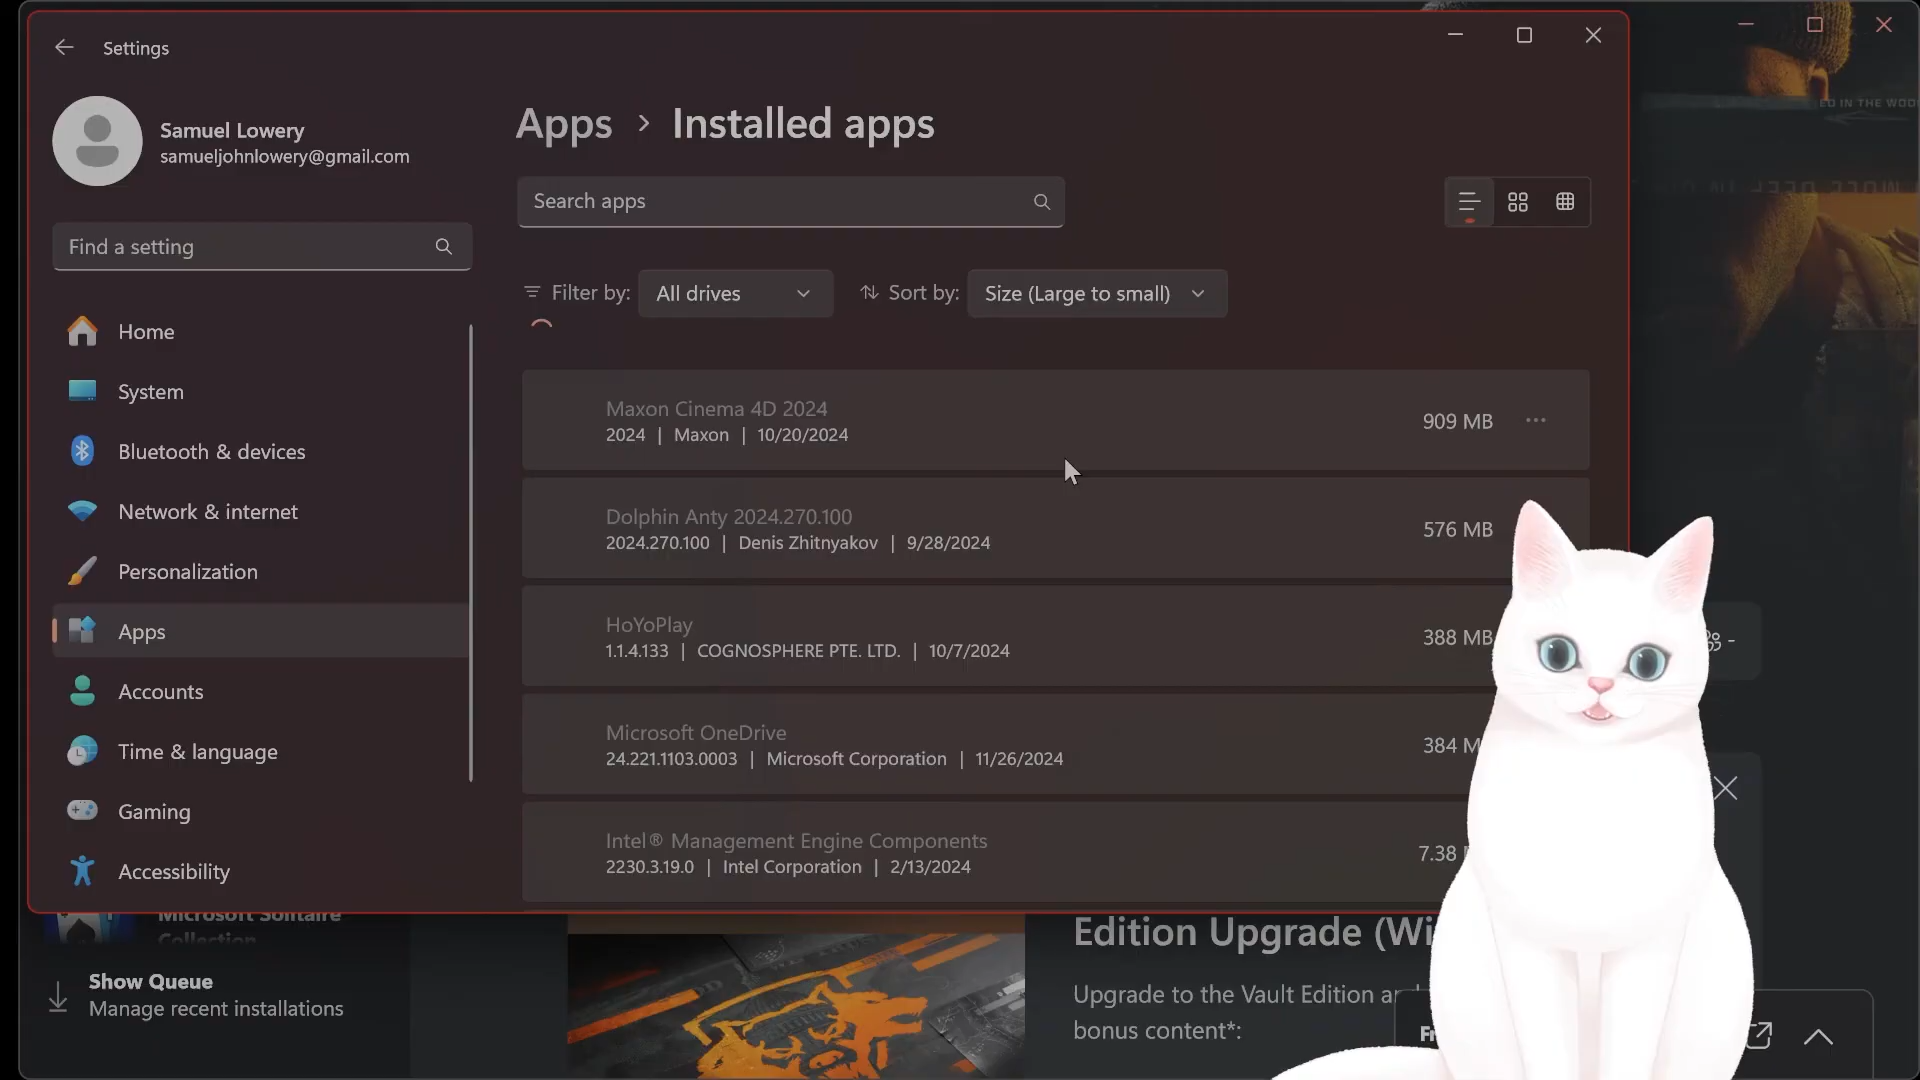 Settings
Samuel Lowery
samueljohnlowery@gmail.com
Find a setting
Home
System
Bluetooth & devices
Network & internet
Personalization
Apps
Accounts
Time & language
Gaming
Accessibility
Apps > Installed apps
Search apps
Filter by: All drives
Sort by: Size (Large to small)
Maxon Cinema 4D 2024
2024 | Maxon | 10/20/2024
909 MB
Dolphin Anty 2024.270.100
2024.270.100 | Denis Zhitnyakov | 9/28/2024
576 MB
HoYoPlay
1.1.4.133 | COGNOSPHERE PTE. LTD. | 10/7/2024
388 MB
Microsoft OneDrive
24.221.1103.0003 | Microsoft Corporation | 11/26/2024
384
Intel® Management Engine Components
2230.3.19.0 | Intel Corporation | 2/13/2024
7.38
Microsoft Solitaire
Collection
Show Queue
Manage recent installations
Edition Upgrade
Upgrade to the Vault Edition
bonus content*:
IN THE